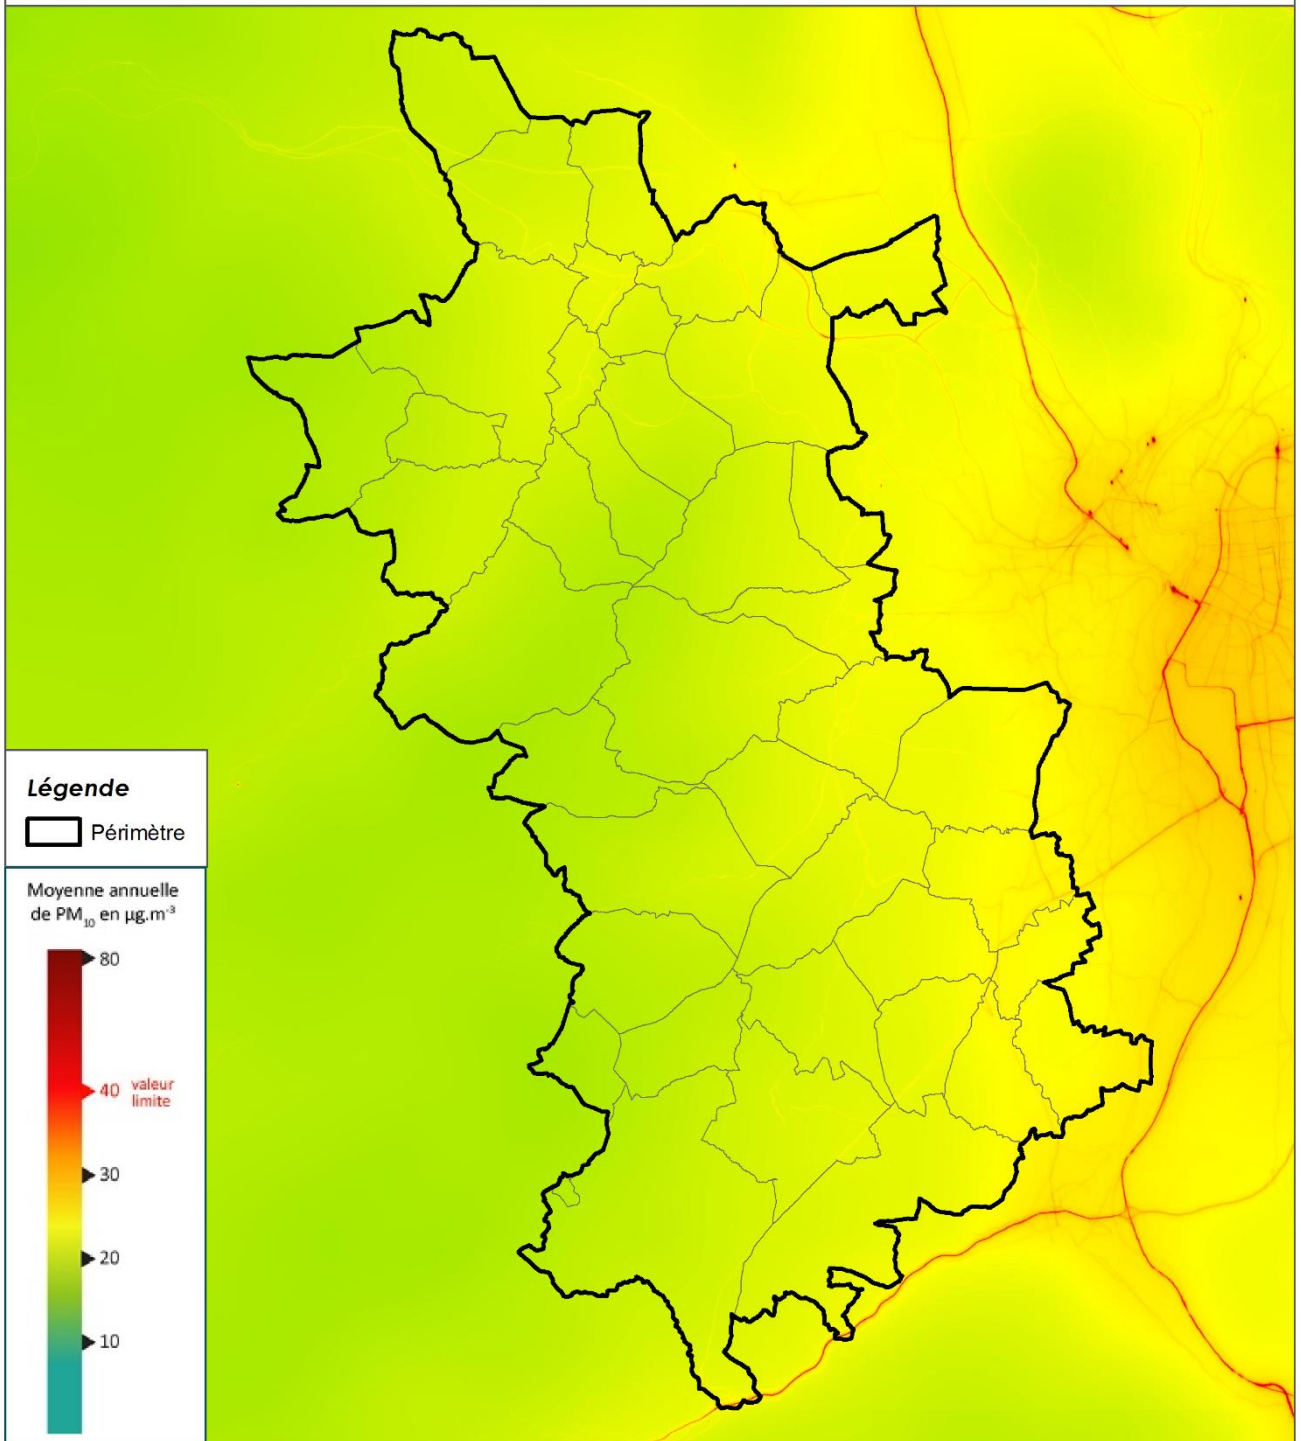 Légende
Périmètre
Moyenne annuelle
de PM₁₀ en µg.m⁻³
80
40 valeur
limite
30
20
10